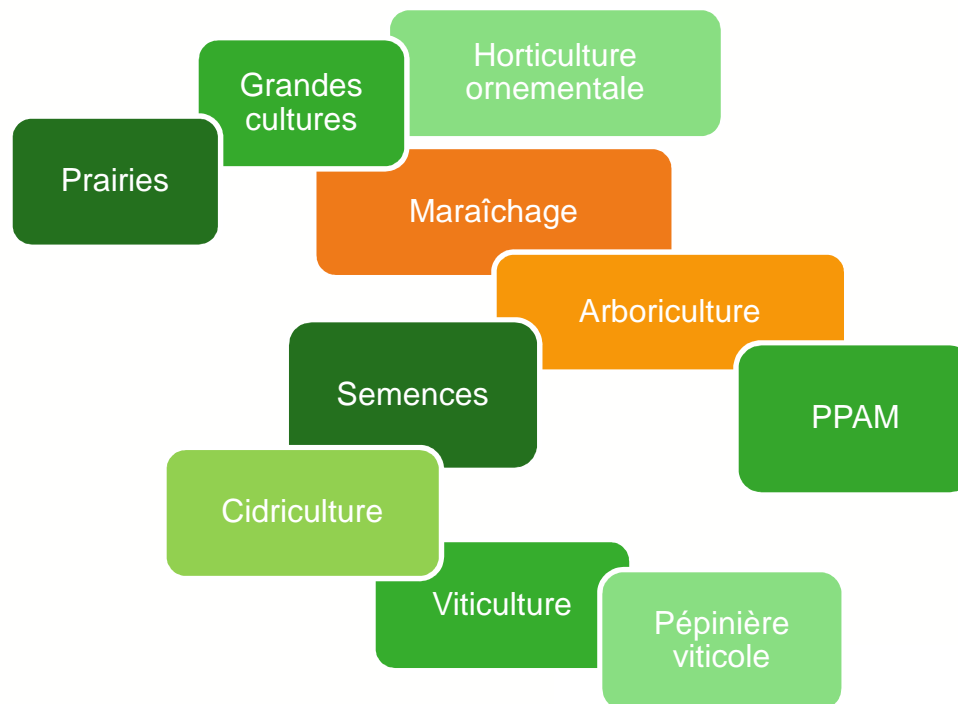 Horticulture
ornementale
Grandes
cultures
Prairies
Maraîchage
Arboriculture
Semences
PPAM
Cidriculture
Viticulture
Pépinière
viticole